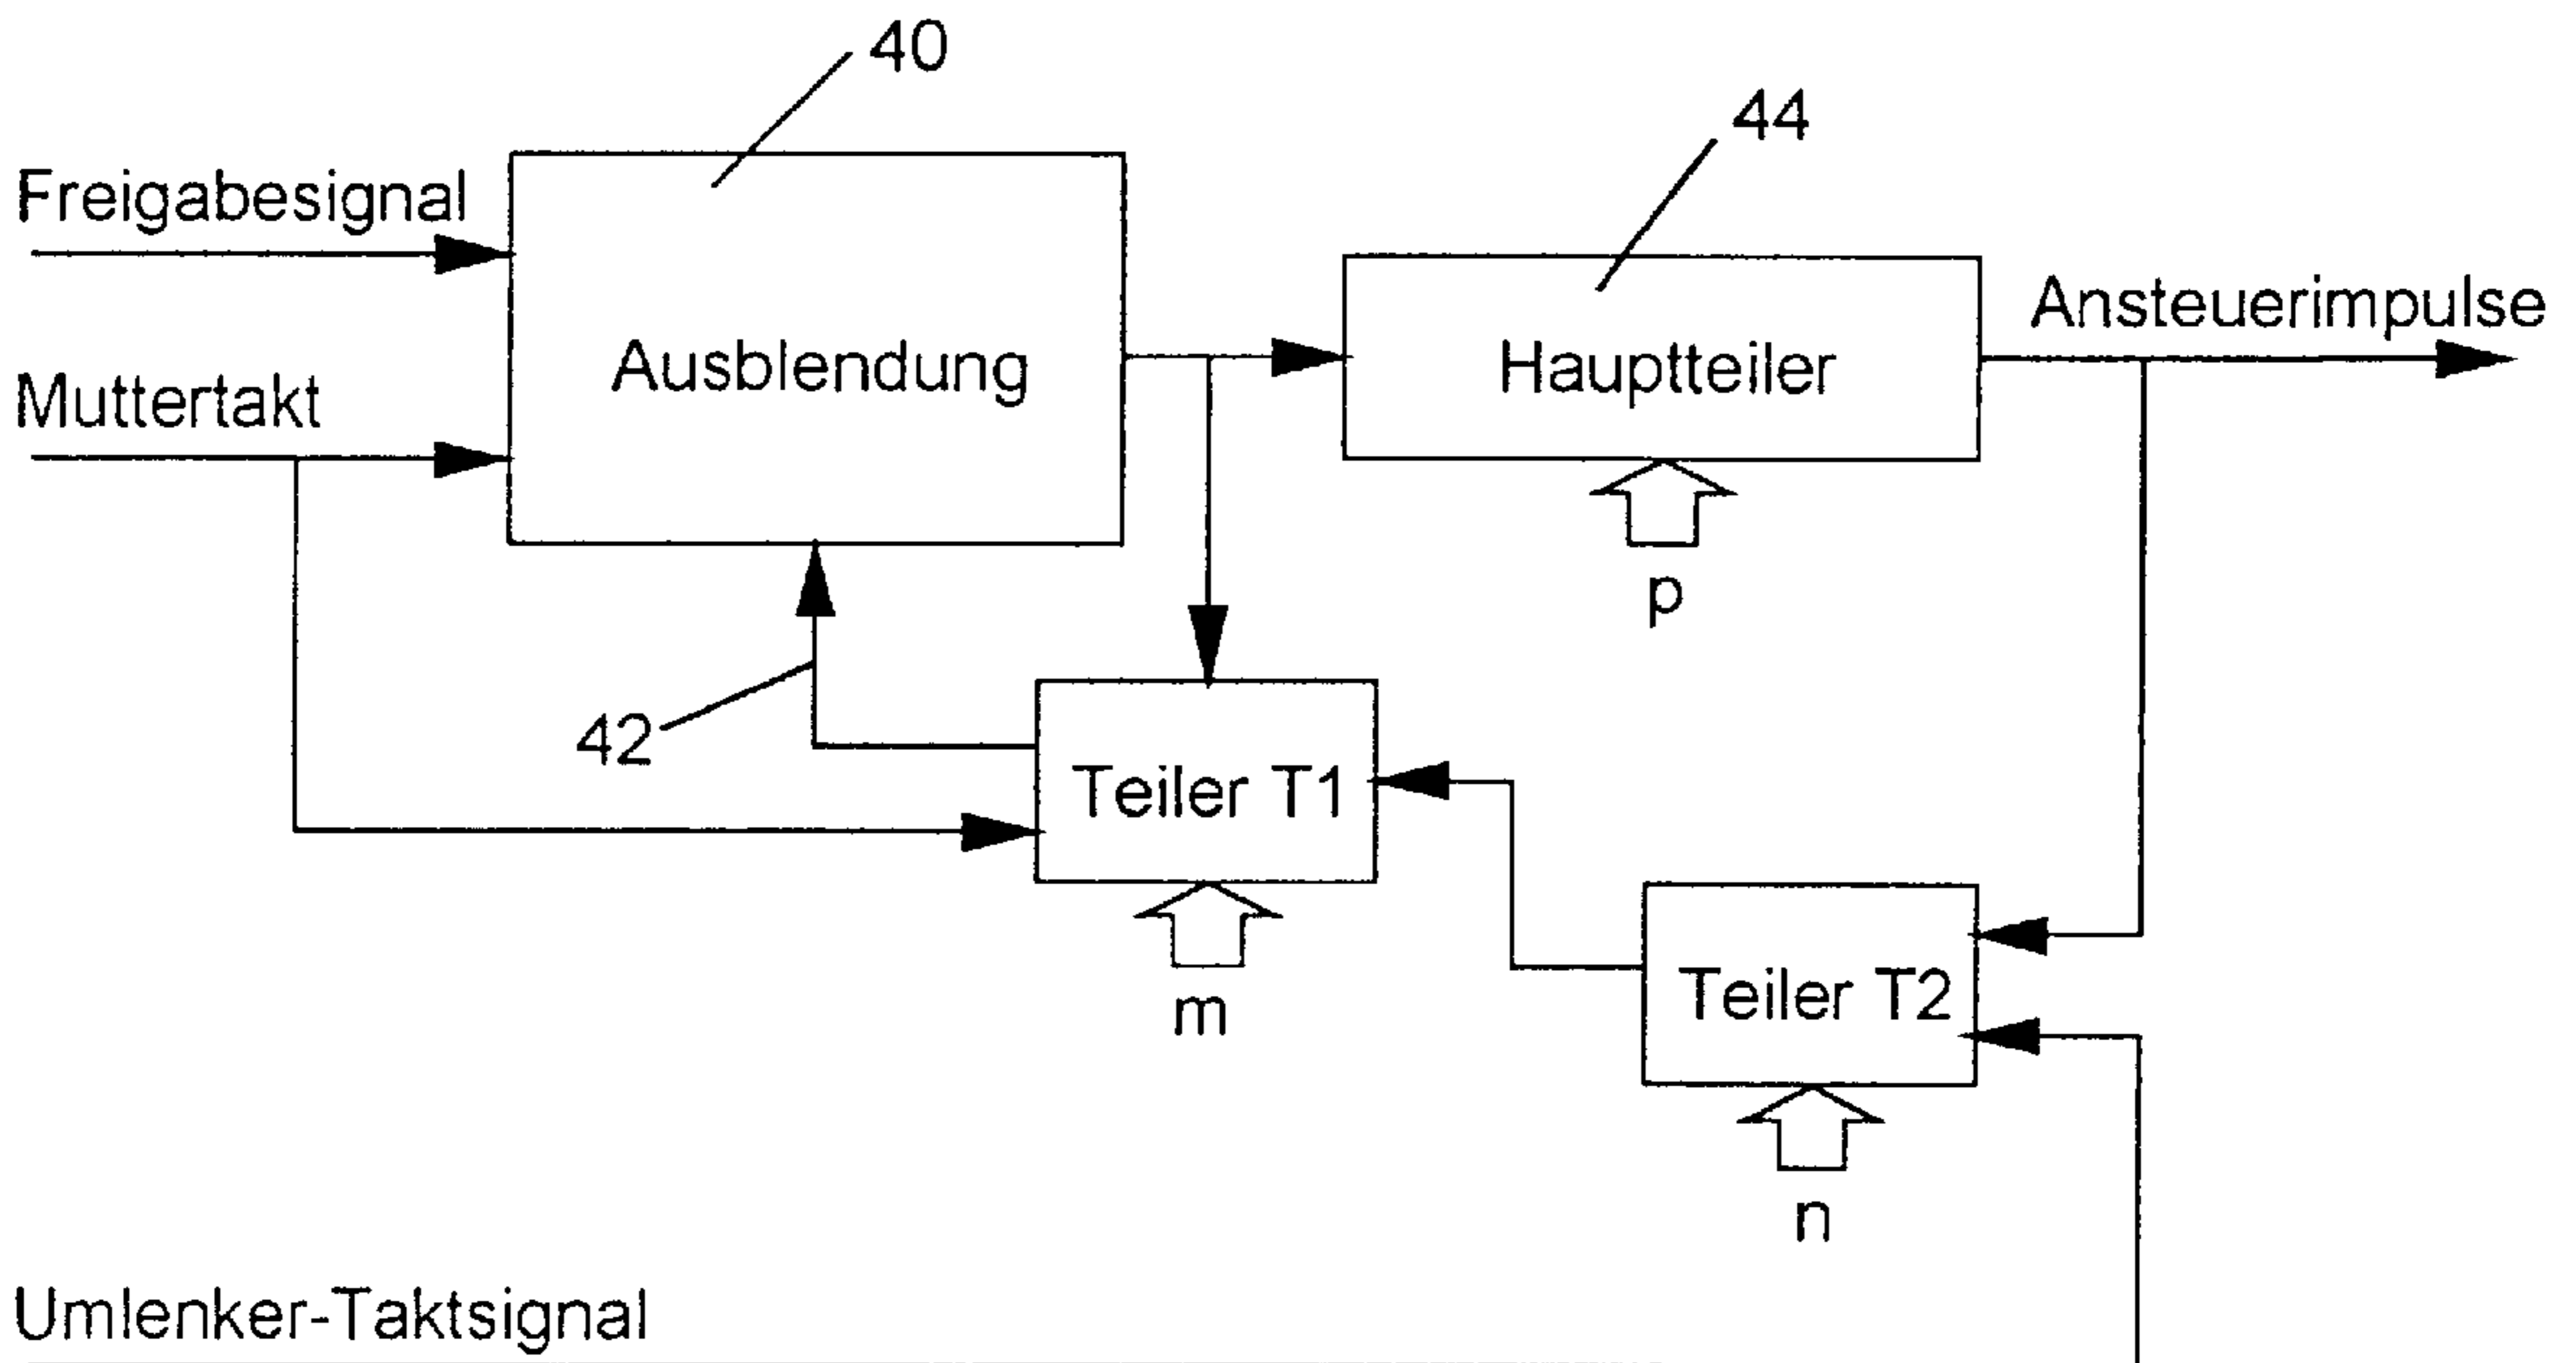 40
44
Freigabesignal
Ansteuerimpulse
Ausblendung
Hauptteiler
Muttertakt
p
42
Teiler T1
Teiler T2
m
n
Umlenker-Taktsignal